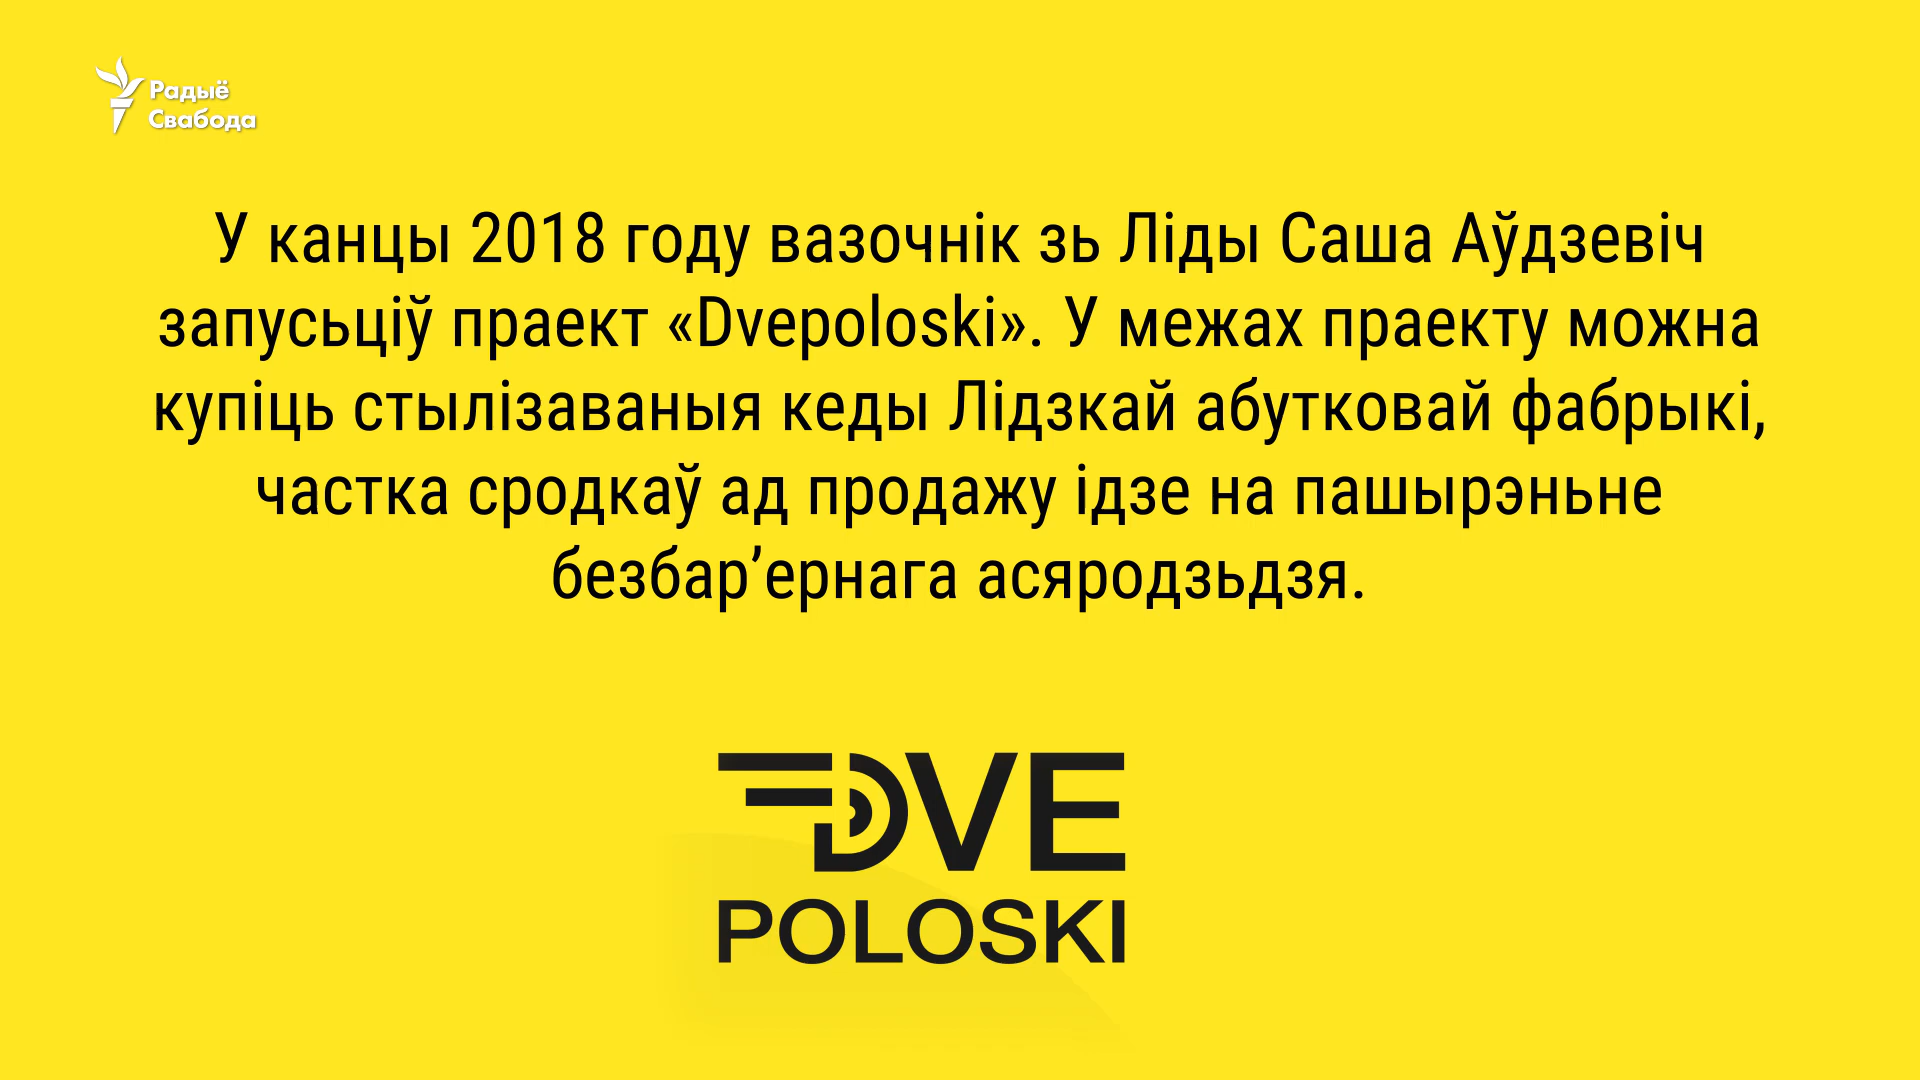 Радыё
Свабода
У канцы 2018 году вазочнік зь Ліды Саша Аўдзевіч
запусьціў праект «Dvepoloski». У межах праекту можна
купіць стылізаваныя кеды Лідзкай абутковай фабрыкі,
частка сродкаў ад продажу ідзе на пашырэньне
безбар’ернага асяродзьдзя.
DVE
POLOSKI